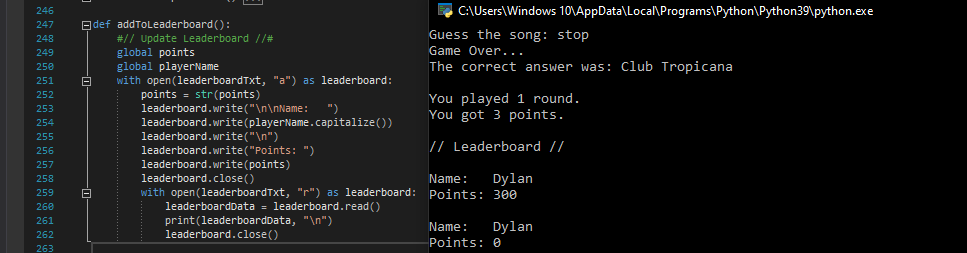 246
247 def addToLeaderboard():
248 #// Update Leaderboard //#
249 global points
250 global playerName
251 with open(leaderboardTxt, "a") as leaderboard:
252 points = str(points)
253 leaderboard.write("\n\nName:   ")
254 leaderboard.write(playerName.capitalize())
255 leaderboard.write("\n")
256 leaderboard.write("Points: ")
257 leaderboard.write(points)
258 leaderboard.close()
259 with open(leaderboardTxt, "r") as leaderboard:
260 leaderboardData = leaderboard.read()
261 print(leaderboardData, "\n")
262 leaderboard.close()
263
C:\Users\Windows 10\AppData\Local\Programs\Python\Python39\python.exe
Guess the song: stop
Game Over...
The correct answer was: Club Tropicana
You played 1 round.
You got 3 points.
// Leaderboard //
Name:   Dylan
Points: 300
Name:   Dylan
Points: 0